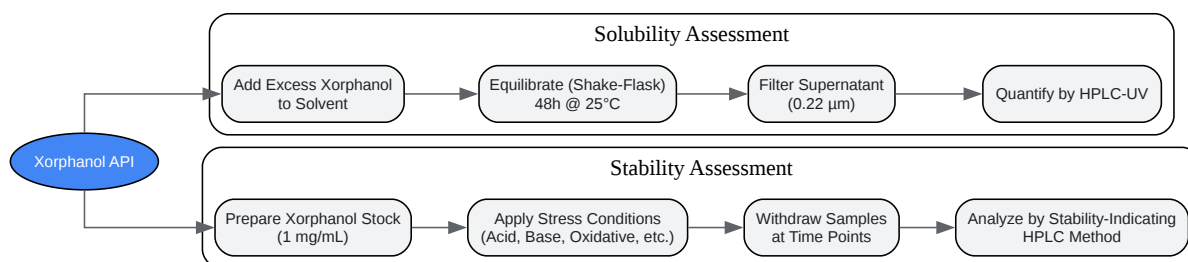 Solubility Assessment
Add Excess Xorphanol
to Solvent
Equilibrate (Shake-Flask)
48h @ 25°C
Filter Supernatant
(0.22 µm)
Quantify by HPLC-UV
Xorphanol API
Stability Assessment
Prepare Xorphanol Stock
(1 mg/mL)
Apply Stress Conditions
(Acid, Base, Oxidative, etc.)
Withdraw Samples
at Time Points
Analyze by Stability-Indicating
HPLC Method